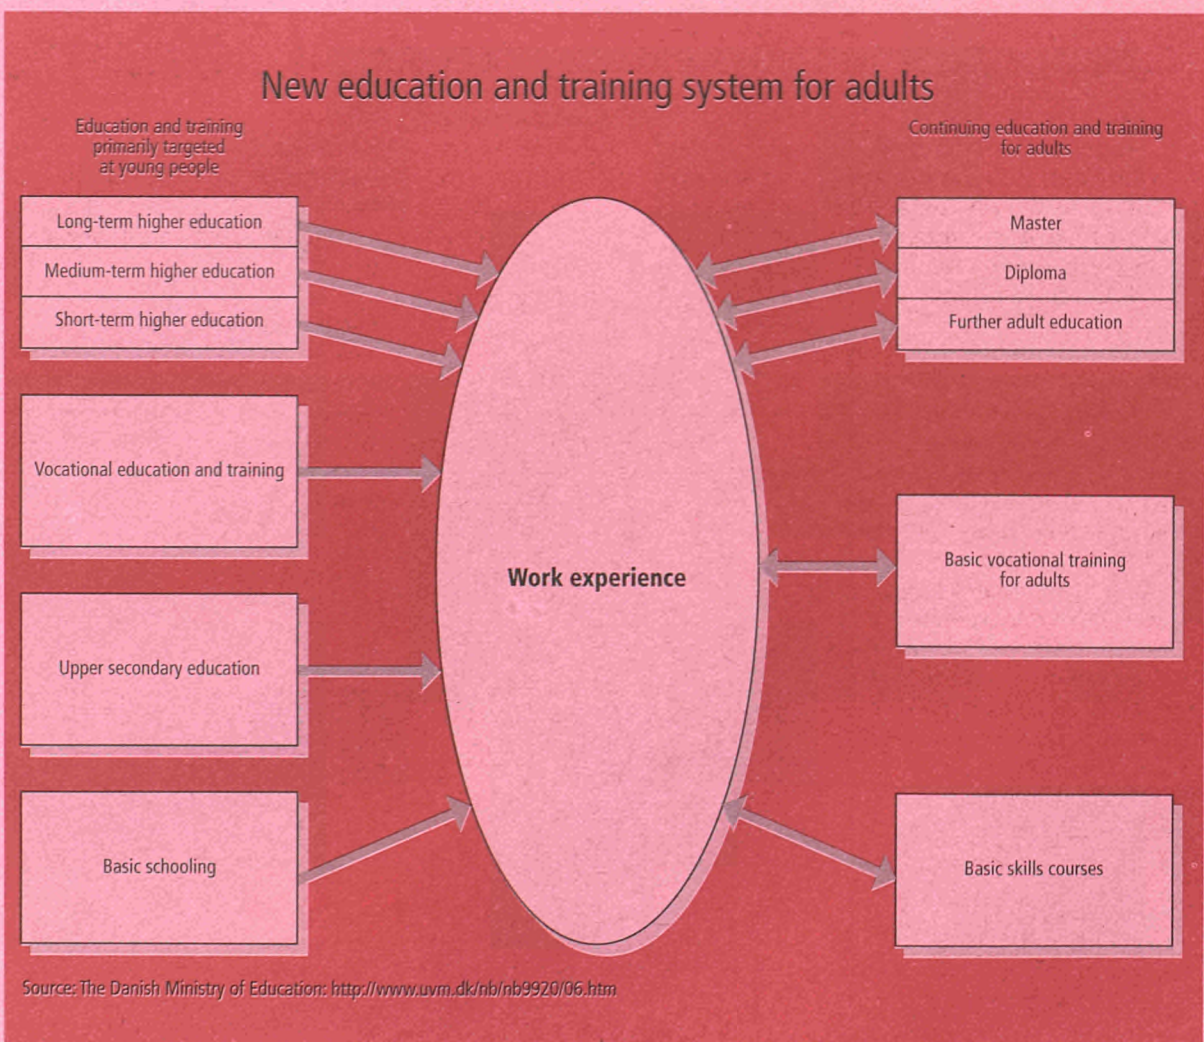 New education and training system for adults
Education and training
primarily targeted
at young people
Continuing education and training
for adults
Long-term higher education
Medium-term higher education
Short-term higher education
Vocational education and training
Upper secondary education
Basic schooling
Work experience
Master
Diploma
Further adult education
Basic vocational training
for adults
Basic skills courses
Source: The Danish Ministry of Education: http://www.uvm.dk/nb/nb9920/06.htm